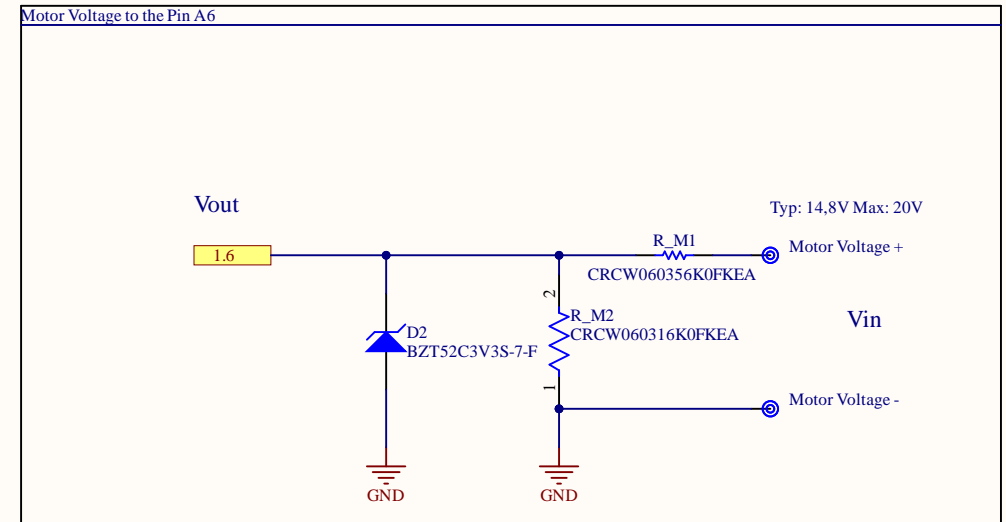 Motor Voltage to the Pin A6
Vout
Typ: 14,8V Max: 20V
1.6
R_M1
Motor Voltage +
CRCW060356K0FKEA
2
Vin
D2
R_M2
BZT52C3V3S-7-F
CRCW060316K0FKEA
1
Motor Voltage -
GND
GND